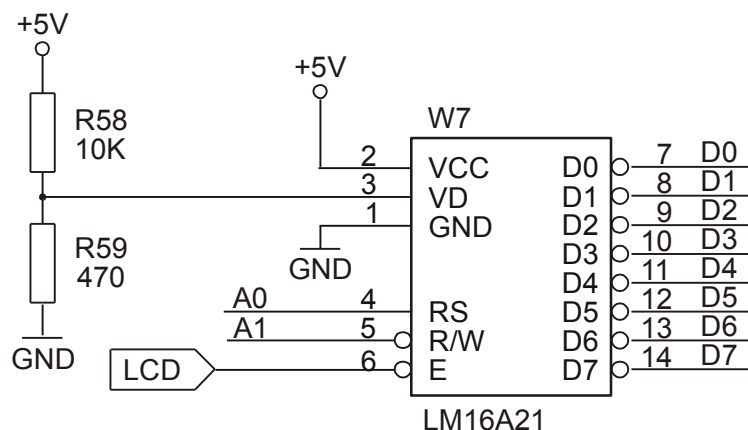 +5V
+5V
R58
10K
W7
2 VCC D0 7 D0
3 VD D1 8 D1
1 GND D2 9 D2
R59
470
GND
D3 10 D3
D4 11 D4
A0 4 RS D5 12 D5
A1 5 R/W D6 13 D6
GND
LCD 6 E D7 14 D7
LM16A21